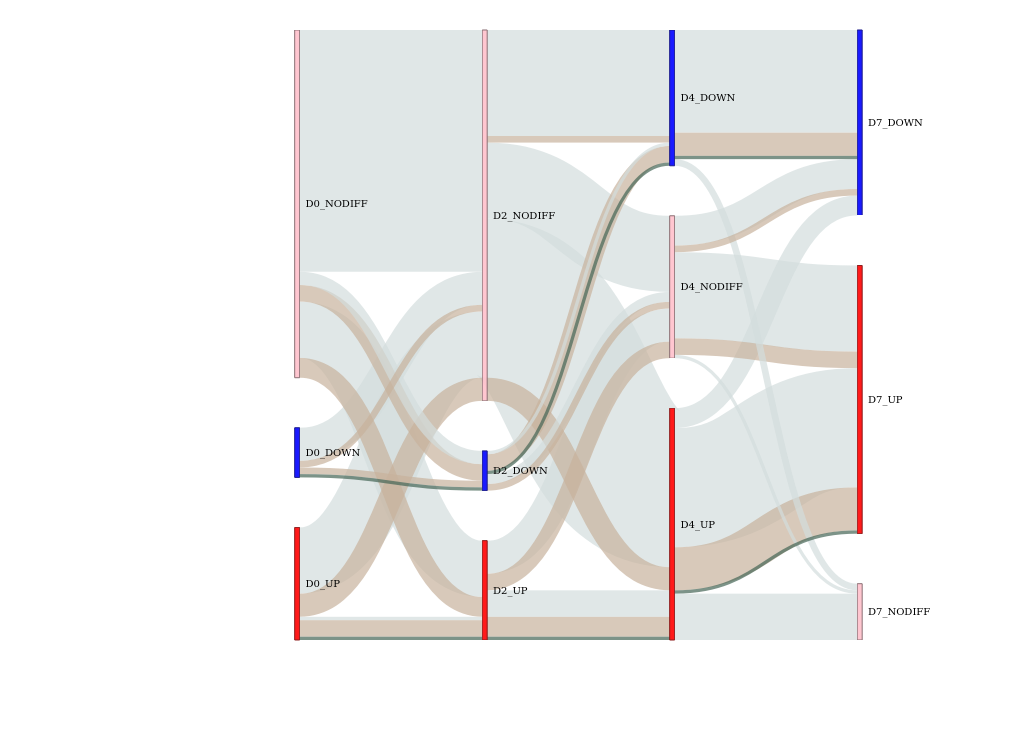 D0_NODIFF
D0_DOWN
D0_UP
D2_NODIFF
D2_DOWN
D2_UP
D4_DOWN
D4_NODIFF
D4_UP
D7_DOWN
D7_UP
D7_NODIFF